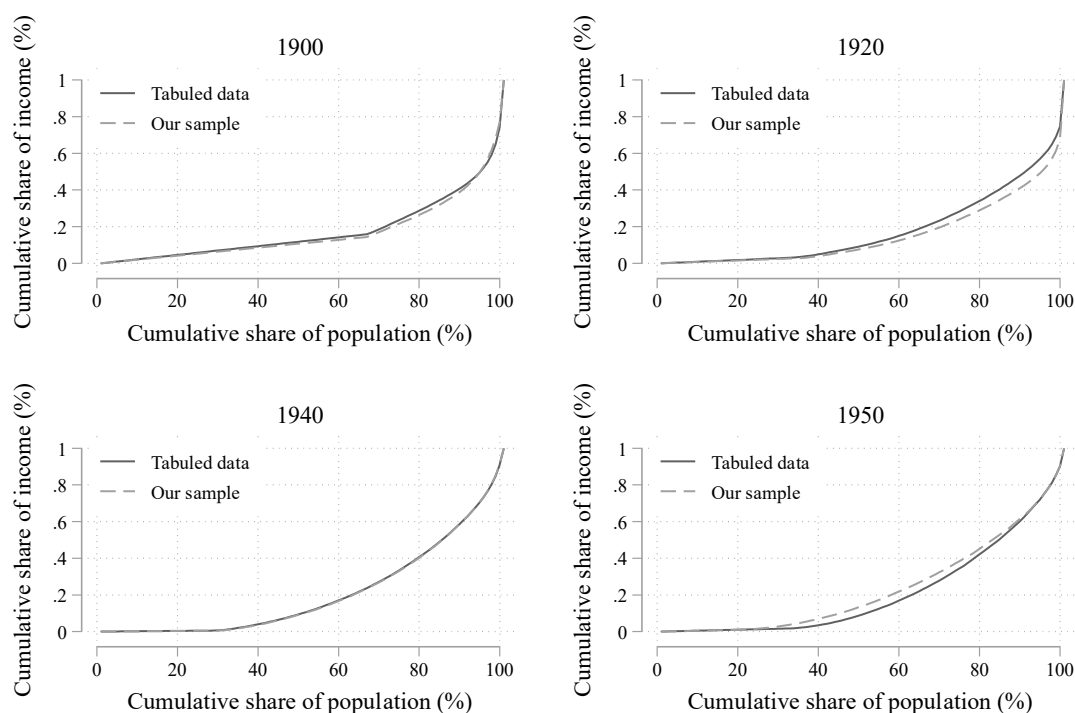 1900
Cumulative share of income (%)
1
.8
.6
.4
.2
0
Tabuled data
Our sample
0 20 40 60 80 100
Cumulative share of population (%)
1920
Cumulative share of income (%)
1
.8
.6
.4
.2
0
Tabuled data
Our sample
0 20 40 60 80 100
Cumulative share of population (%)
1940
Cumulative share of income (%)
1
.8
.6
.4
.2
0
Tabuled data
Our sample
0 20 40 60 80 100
Cumulative share of population (%)
1950
Cumulative share of income (%)
1
.8
.6
.4
.2
0
Tabuled data
Our sample
0 20 40 60 80 100
Cumulative share of population (%)